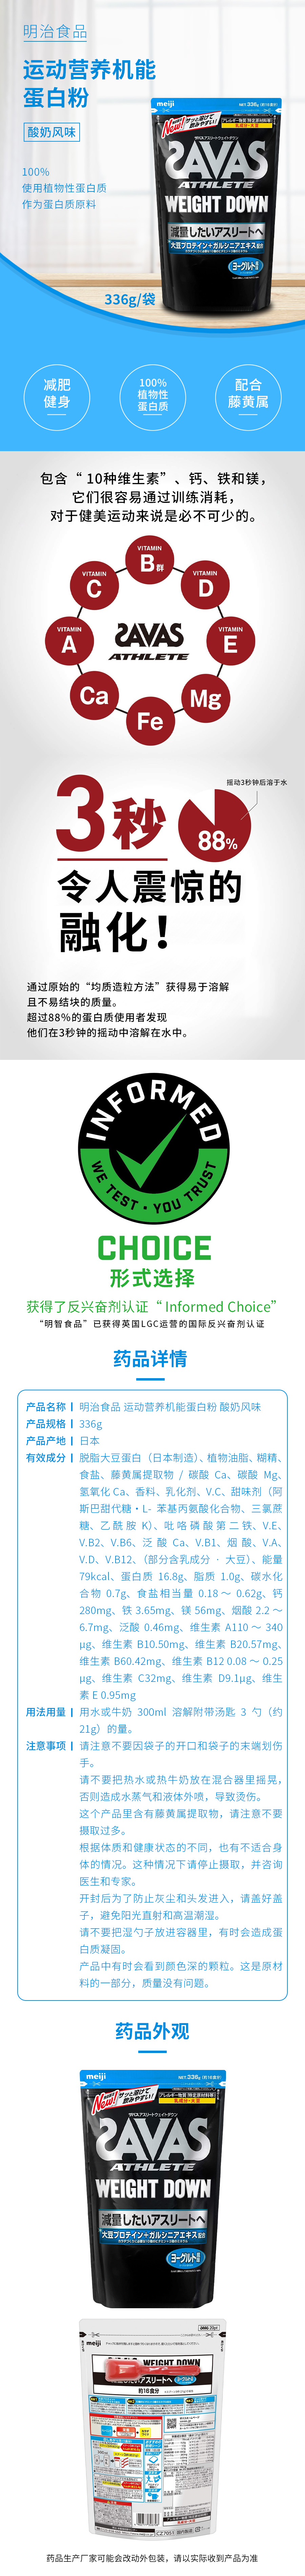 明治食品
运动营养机能
蛋白粉
酸奶风味
100%
使用植物性蛋白质
作为蛋白质原料
meiji
NET 336g
New!
サッと溶けて
飲みやすい!
ザバスアスリートウェイトダウン
SAVAS
ATHLETE
WEIGHT DOWN
減量したいアスリートへ
大豆プロテイン+ガルシニアエキス配合
ヨーグルト風味
336g/袋
减肥
健身
100%
植物性
蛋白质
配合
藤黄属
包含“ 10种维生素”、钙、铁和镁，
它们很容易通过训练消耗，
对于健美运动来说是必不可少的。
VITAMIN
B群
VITAMIN
C
VITAMIN
D
VITAMIN
A
SAVAS
ATHLETE
VITAMIN
E
Ca
Mg
Fe
3秒
摇动3秒钟后溶于水
88%
令人震惊的
融化！
通过原始的“均质造粒方法”获得易于溶解
且不易结块的质量。
超过88%的蛋白质使用者发现
他们在3秒钟的摇动中溶解在水中。
INFORMED
WE TEST · YOU TRUST
CHOICE
形式选择
获得了反兴奋剂认证“ Informed Choice”
“明智食品”已获得英国LGC运营的国际反兴奋剂认证
药品详情
产品名称 明治食品 运动营养机能蛋白粉 酸奶风味
产品规格 336g
产品产地 日本
有效成分 脱脂大豆蛋白（日本制造）、植物油脂、糊精、
食盐、藤黄属提取物 / 碳酸 Ca、碳酸 Mg、
氢氧化 Ca、香料、乳化剂、V.C、甜味剂（阿
斯巴甜代糖・L- 苯基丙氨酸化合物、三氯蔗
糖、乙酰胺 K）、吡咯磷酸第二铁、V.E、
V.B2、V.B6、泛酸 Ca、V.B1、烟酸、V.A、
V.D、V.B12、（部分含乳成分 · 大豆）、能量
79kcal、蛋白质 16.8g、脂质 1.0g、碳水化
合物 0.7g、食盐相当量 0.18 ～ 0.62g、钙
280mg、铁 3.65mg、镁 56mg、烟酸 2.2 ～
6.7mg、泛酸 0.46mg、维生素 A110 ～ 340
μg、维生素 B10.50mg、维生素 B20.57mg、
维生素 B60.42mg、维生素 B12 0.08 ～ 0.25
μg、维生素 C32mg、维生素 D9.1μg、维生
素 E 0.95mg
用法用量 用水或牛奶 300ml 溶解附带汤匙 3 勺（约
21g）的量。
注意事项 请注意不要因袋子的开口和袋子的末端划伤
手。
请不要把热水或热牛奶放在混合器里摇晃，
否则造成水蒸气和液体外喷，导致烫伤。
这个产品里含有藤黄属提取物，请注意不要
摄取过多。
根据体质和健康状态的不同，也有不适合身
体的情况。这种情况下请停止摄取，并咨询
医生和专家。
开封后为了防止灰尘和头发进入，请盖好盖
子，避免阳光直射和高温潮湿。
请不要把湿勺子放进容器里，有时会造成蛋
白质凝固。
产品中有时会看到颜色深的颗粒。这是原材
料的一部分，质量没有问题。
药品外观
meiji
NET 336g
New!
サッと溶けて
飲みやすい!
ザバスアスリートウェイトダウン
SAVAS
ATHLETE
WEIGHT DOWN
減量したいアスリートへ
大豆プロテイン+ガルシニアエキス配合
ヨーグルト風味
meiji
WEIGHT DOWN
約16食分
药品生产厂家可能会改动外包装，请以实际收到产品为准